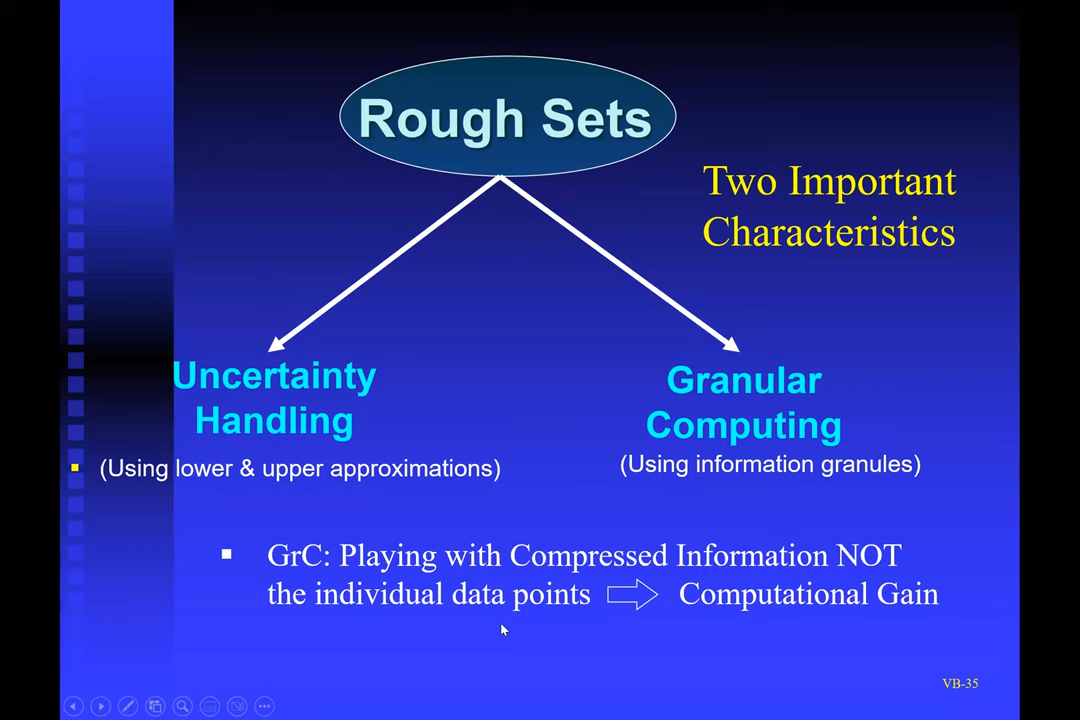 Rough Sets
Two Important
Characteristics
Uncertainty
Handling
(Using lower & upper approximations)
Granular
Computing
(Using information granules)
GrC: Playing with Compressed Information NOT
the individual data points Computational Gain
VB-35